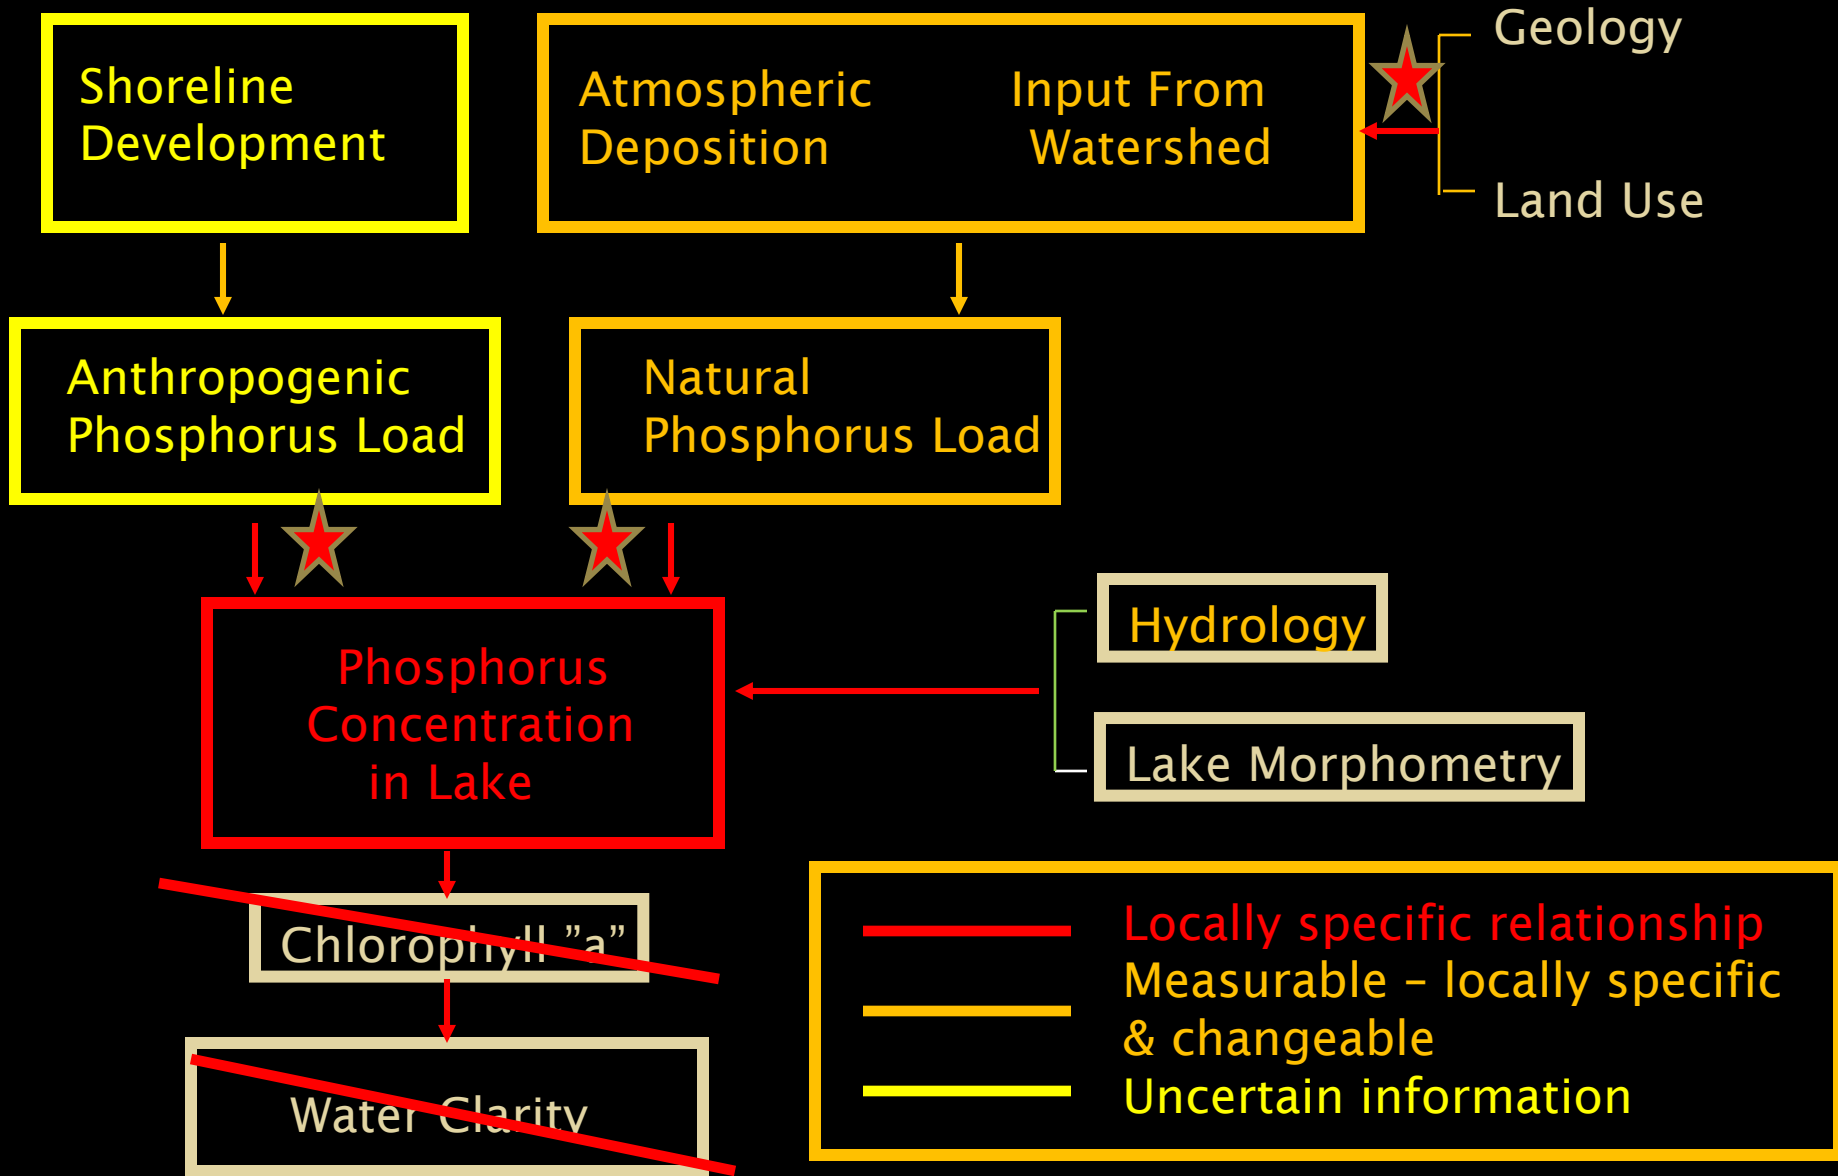 Shoreline
Development
Atmospheric
Deposition
Input From
Watershed
Geology
Land Use
Anthropogenic
Phosphorus Load
Natural
Phosphorus Load
Phosphorus
Concentration
in Lake
Hydrology
Lake Morphometry
Chlorophyll ”a”
Water Clarity
Locally specific relationship
Measurable – locally specific
& changeable
Uncertain information